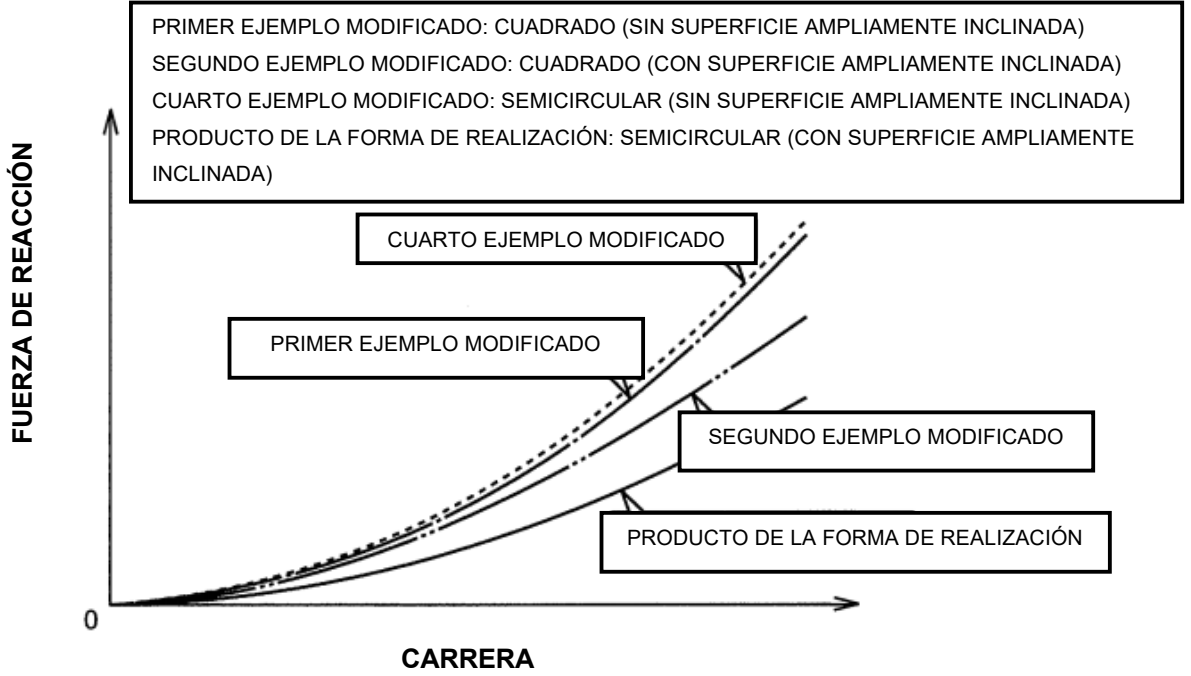 PRIMER EJEMPLO MODIFICADO: CUADRADO (SIN SUPERFICIE AMPLIAMENTE INCLINADA)
SEGUNDO EJEMPLO MODIFICADO: CUADRADO (CON SUPERFICIE AMPLIAMENTE INCLINADA)
CUARTO EJEMPLO MODIFICADO: SEMICIRCULAR (SIN SUPERFICIE AMPLIAMENTE INCLINADA)
PRODUCTO DE LA FORMA DE REALIZACIÓN: SEMICIRCULAR (CON SUPERFICIE AMPLIAMENTE
INCLINADA)
FUERZA DE REACCIÓN
CUARTO EJEMPLO MODIFICADO
PRIMER EJEMPLO MODIFICADO
SEGUNDO EJEMPLO MODIFICADO
PRODUCTO DE LA FORMA DE REALIZACIÓN
0
CARRERA